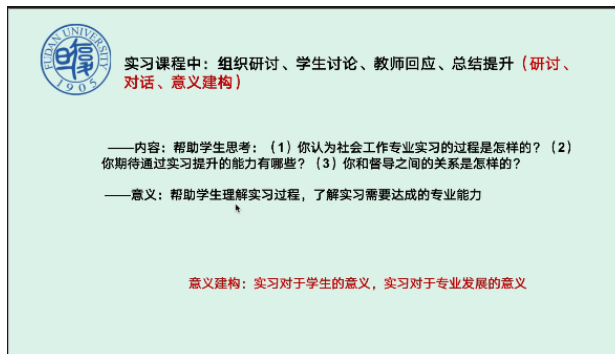 FUDAN UNIVERSITY
1905
实习课程中：组织研讨、学生讨论、教师回应、总结提升（研讨、
对话、意义建构）
——内容：帮助学生思考：（1）你认为社会工作专业实习的过程是怎样的？（2）
你期待通过实习提升的能力有哪些？（3）你和督导之间的关系是怎样的？
——意义：帮助学生理解实习过程，了解实习需要达成的专业能力
意义建构：实习对于学生的意义，实习对于专业发展的意义